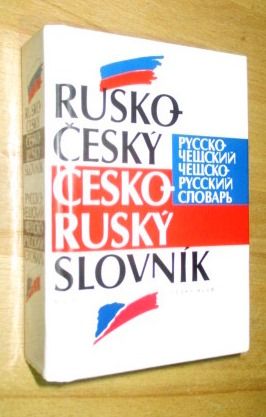 RUSKO-
ČESKÝ
ČESKO-
RUSKÝ
SLOVNÍK
РУССКО-
ЧЕШСКИЙ
ЧЕШСКО-
РУССКИЙ
СЛОВАРЬ